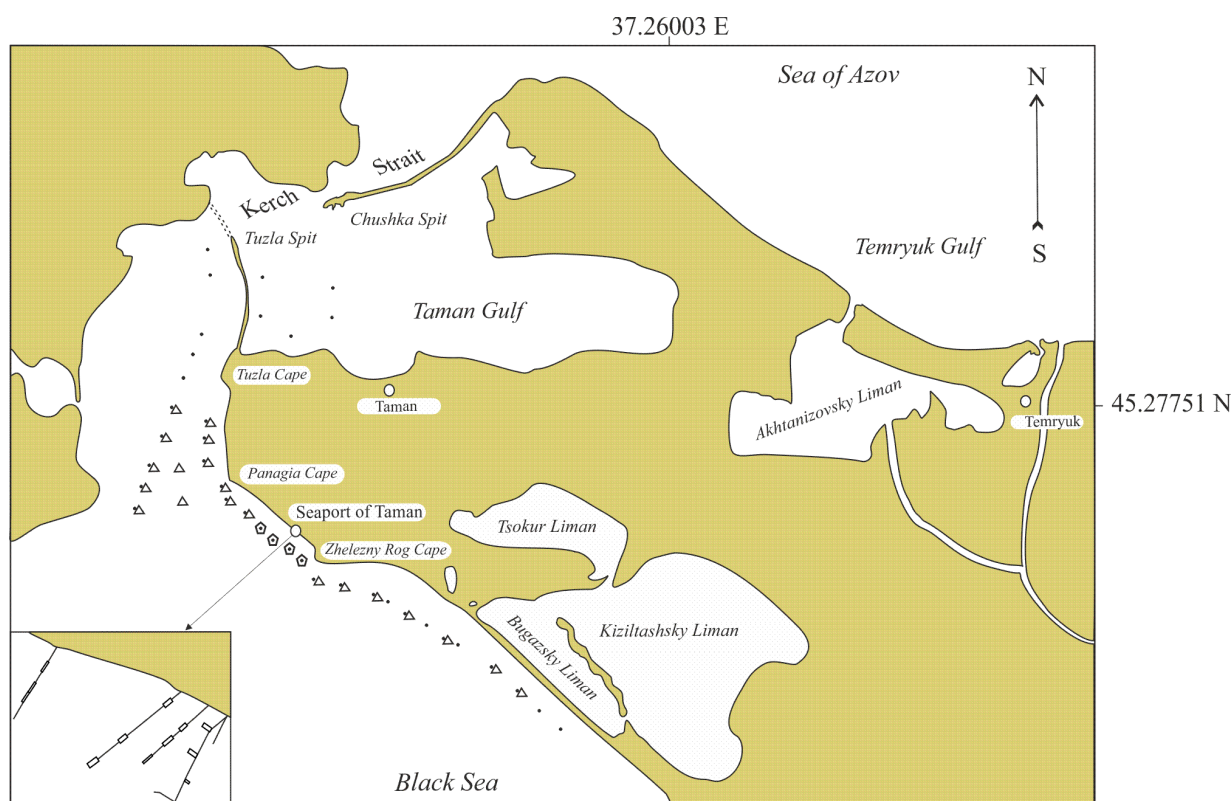 37.26003 E
Sea of Azov
N
S
Strait
Kerch
Chushka Spit
Tuzla Spit
Temryuk Gulf
Taman Gulf
Tuzla Cape
Taman
Akhtanizovsky Liman
45.27751 N
Temryuk
Panagia Cape
Seaport of Taman
Tsokur Liman
Zhelezny Rog Cape
Bugazsky Liman
Kiziltashsky Liman
Black Sea